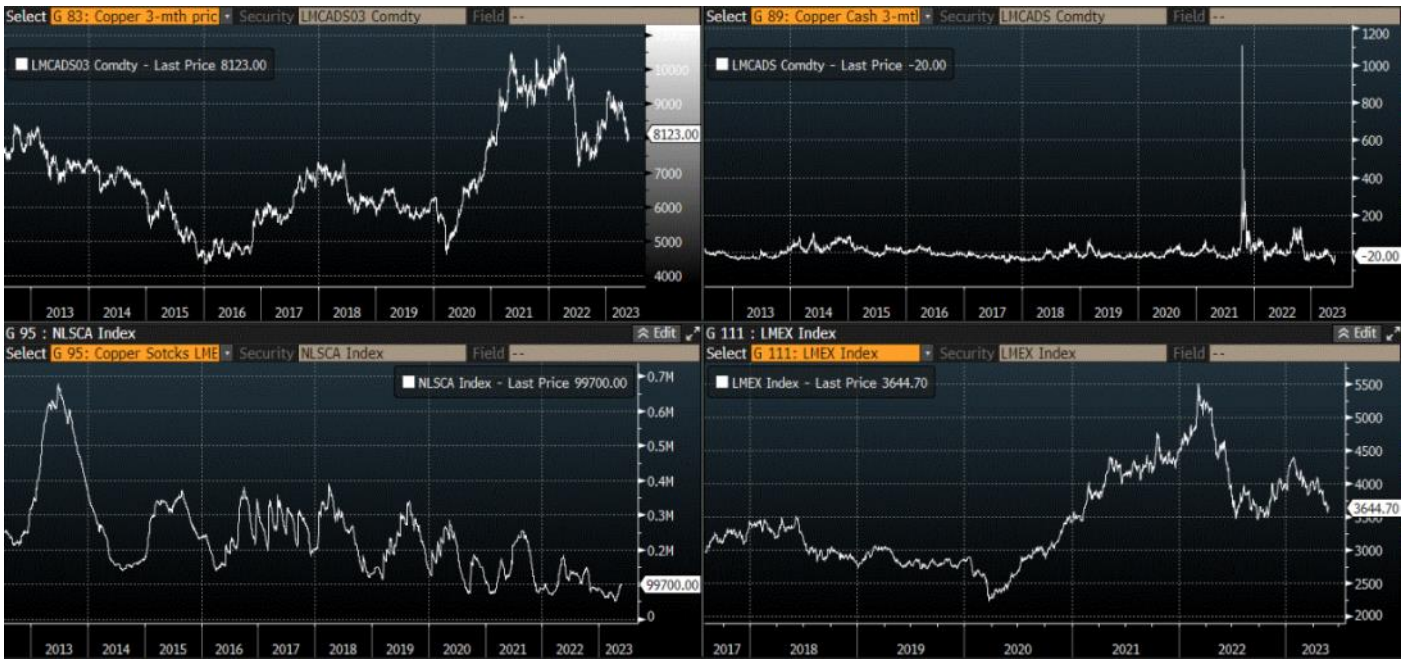 Select G 83: Copper 3-mth pric Security LMCADS03 Comdty Field --
LMCADS03 Comdty - Last Price 8123.00
10000
9000
8123.00
7000
6000
5000
4000
2013 2014 2015 2016 2017 2018 2019 2020 2021 2022 2023
Select G 89: Copper Cash 3-mtl Security LMCADS Comdty Field --
LMCADS Comdty - Last Price -20.00
1200
1000
800
600
400
200
-20.00
2013 2014 2015 2016 2017 2018 2019 2020 2021 2022 2023
G 95 : NLSCA Index Edit
Select G 95: Copper Sotcks LME Security NLSCA Index Field --
NLSCA Index - Last Price 99700.00
0.7M
0.6M
0.5M
0.4M
0.3M
0.2M
99700.00
0
2013 2014 2015 2016 2017 2018 2019 2020 2021 2022 2023
G 111 : LMEX Index Edit
Select G 111: LMEX Index Security LMEX Index Field --
LMEX Index - Last Price 3644.70
5500
5000
4500
4000
3644.70
3500
3000
2500
2000
2017 2018 2019 2020 2021 2022 2023